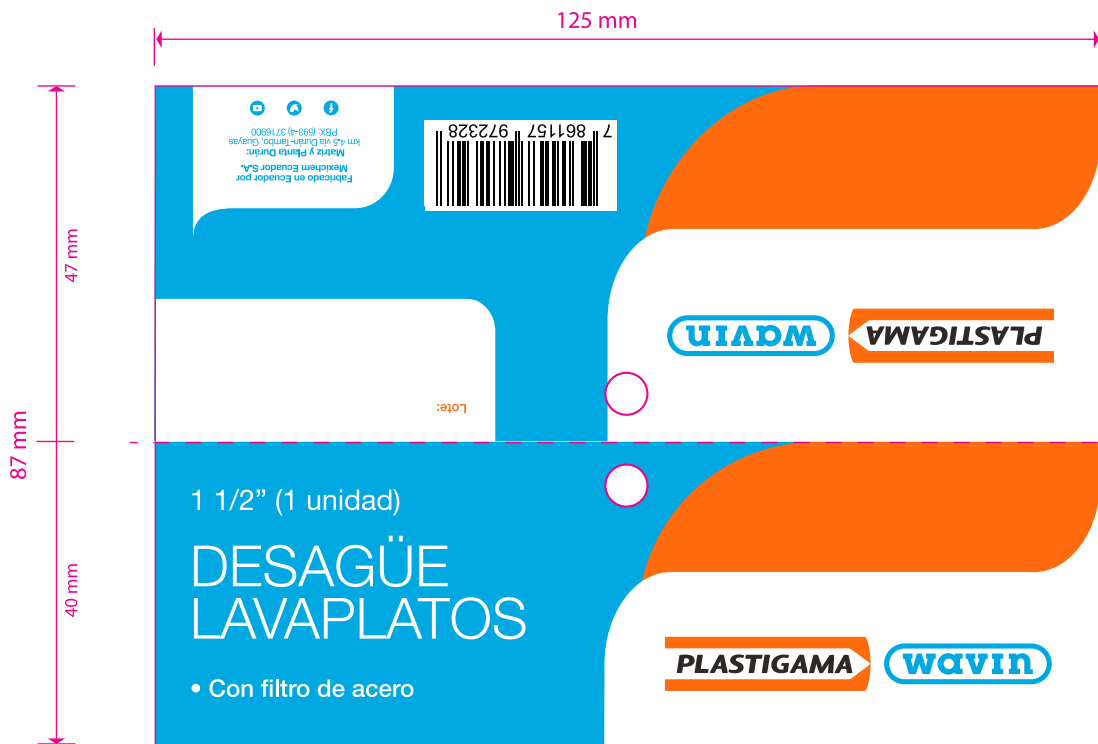 125 mm
87 mm
47 mm
40 mm
Fabricado en Ecuador por
Mexichem Ecuador S.A.
Matriz y Planta Durán:
km 4.5 vía Durán-Tambo, Guayas
PBX: (593-4) 3716900
7 861157 972328
PLASTIGAMA
wavin
Lote:
1 1/2” (1 unidad)
DESAGÜE
LAVAPLATOS
• Con filtro de acero
PLASTIGAMA
wavin